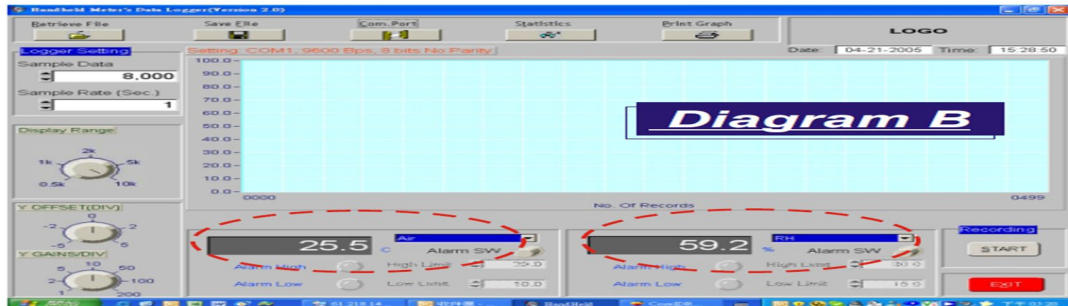 Handheld Meter's Data Logger(Version 2.0)
Retrieve File Save File Com.Port Statistics Print Graph
LOGO
Logger Setting
Setting: COM1, 9600 Bps, 8 bits No Parity
Date: 04-21-2005 Time: 15:28:50
Sample Data
8,000
Sample Rate (Sec.)
1
100.0
90.0
80.0
70.0
60.0
50.0
40.0
30.0
20.0
10.0
0.0
Diagram B
0000 0499
No. Of Records
Display Range
2k
1k 5k
0.5k 10k
Y OFFSET(DIV)
0
-2 2
-5 5
Y GAINS/DIV
10
5 50
2 100
1 200
25.5 C Air
Alarm SW
Alarm High High Limit
Alarm Low Low Limit 10.0
59.2 % RH
Alarm SW
Alarm High High Limit
Alarm Low Low Limit
Recording
START
EXIT
HandHeld